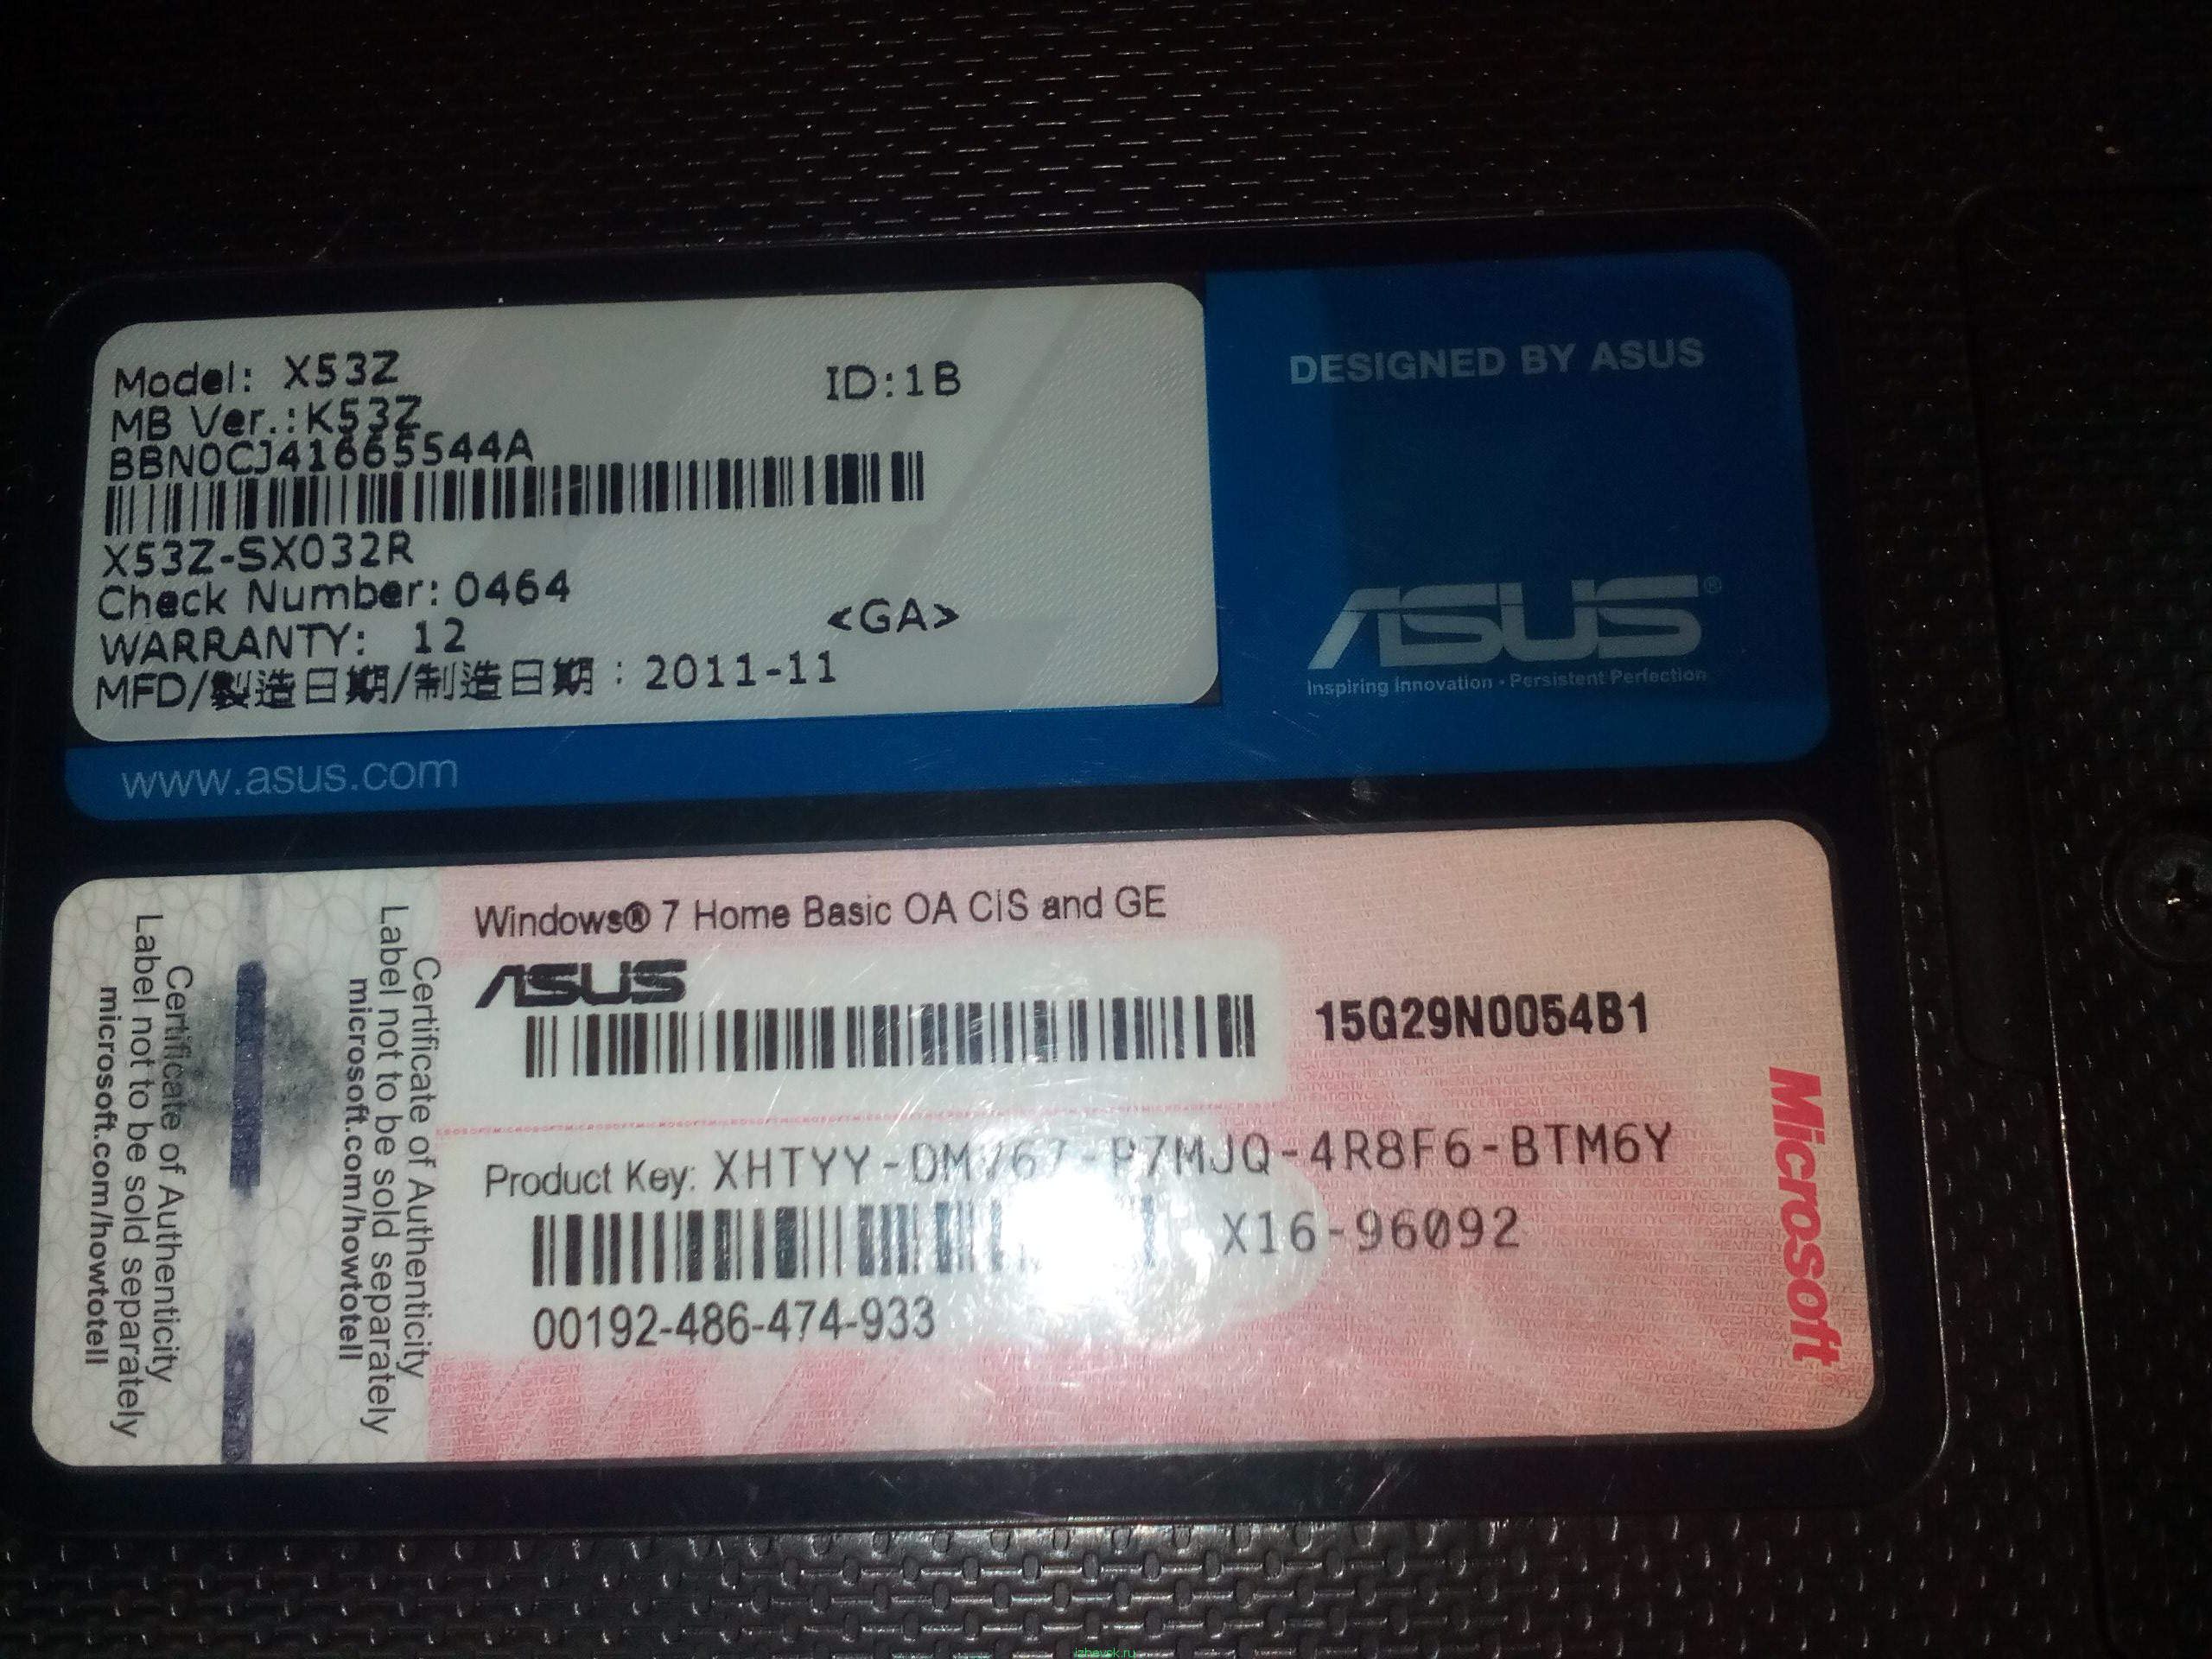 Model: X53Z
ID:1B
MB Ver.:K53Z
BBN0CJ41665544A
X53Z-SX032R
Check Number: 0464
<GA>
WARRANTY: 12
MFD/製造日期/制造日期 : 2011-11
DESIGNED BY ASUS
ASUS®
Inspiring Innovation • Persistent Perfection
www.asus.com
Certificate of Authenticity
Label not to be sold separately
microsoft.com/howtotell
Certificate of Authenticity
Label not to be sold separately
microsoft.com/howtotell
Windows® 7 Home Basic OA CIS and GE
ASUS
15G29N0054B1
Product Key:
X16-96092
00192-486-474-933
Microsoft
izhevsk.ru